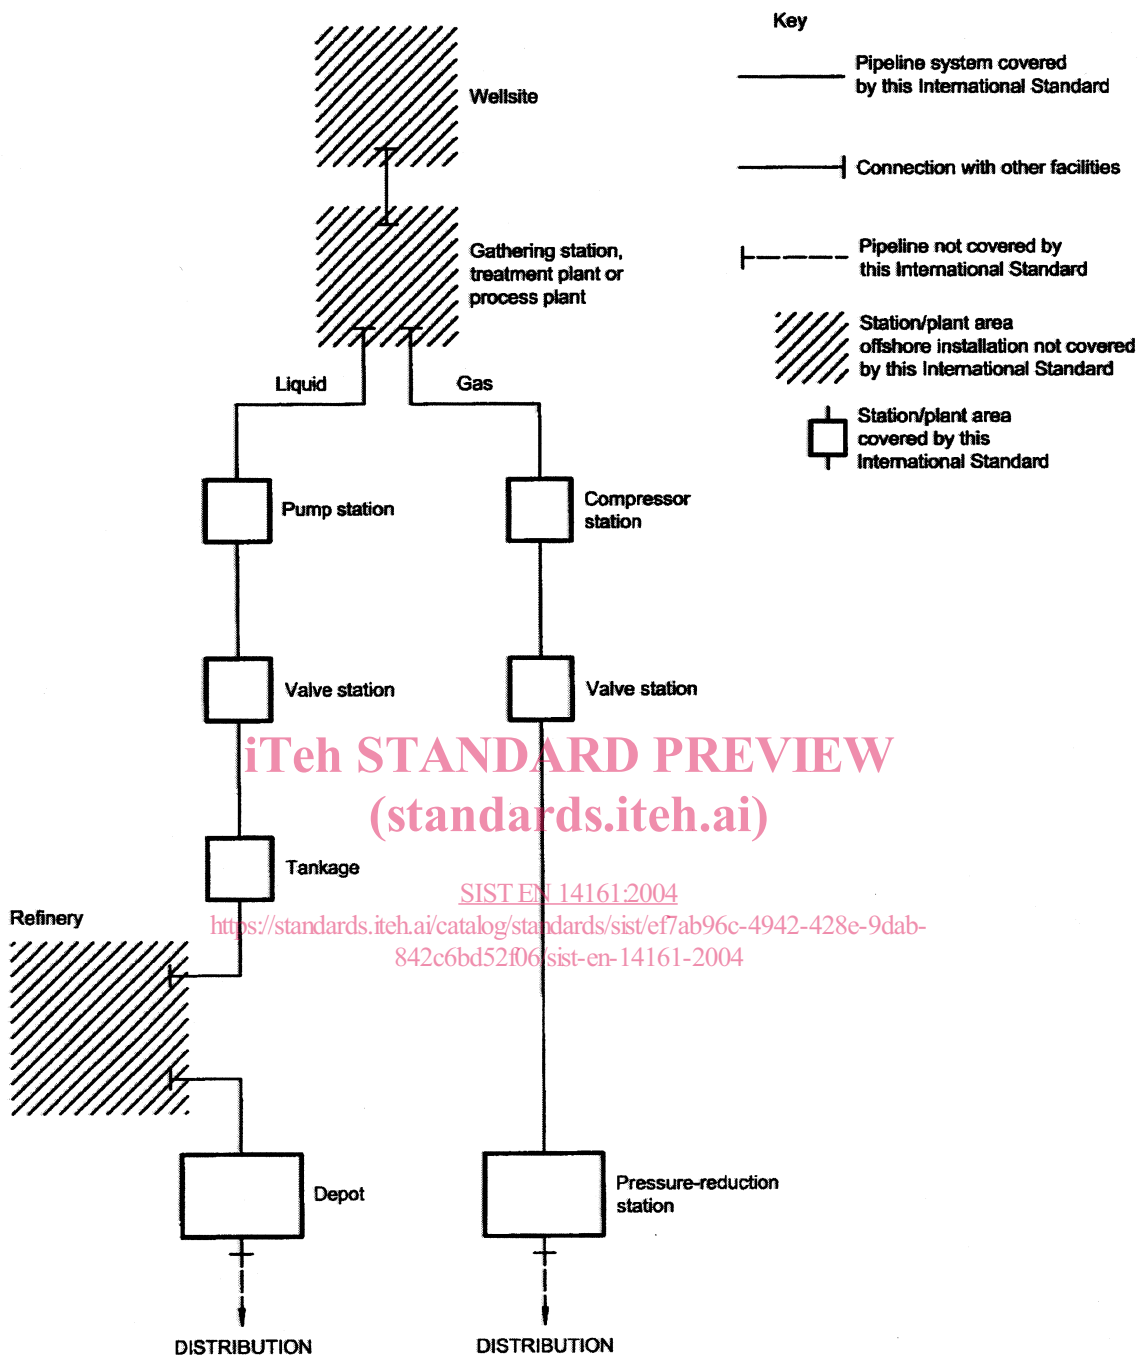 Key
Pipeline system covered
by this International Standard
Wellsite
Connection with other facilities
Gathering station,
treatment plant or
process plant
Pipeline not covered by
this International Standard
Station/plant area
offshore installation not covered
by this International Standard
Liquid
Gas
Station/plant area
covered by this
International Standard
Pump station
Compressor
station
Valve station
Valve station
iTeh STANDARD PREVIEW
(standards.iteh.ai)
Tankage
SIST EN 14161:2004
Refinery
https://standards.iteh.ai/catalog/standards/sist/ef7ab96c-4942-428e-9dab-
842c6bd52f06/sist-en-14161-2004
Depot
Pressure-reduction
station
DISTRIBUTION
DISTRIBUTION